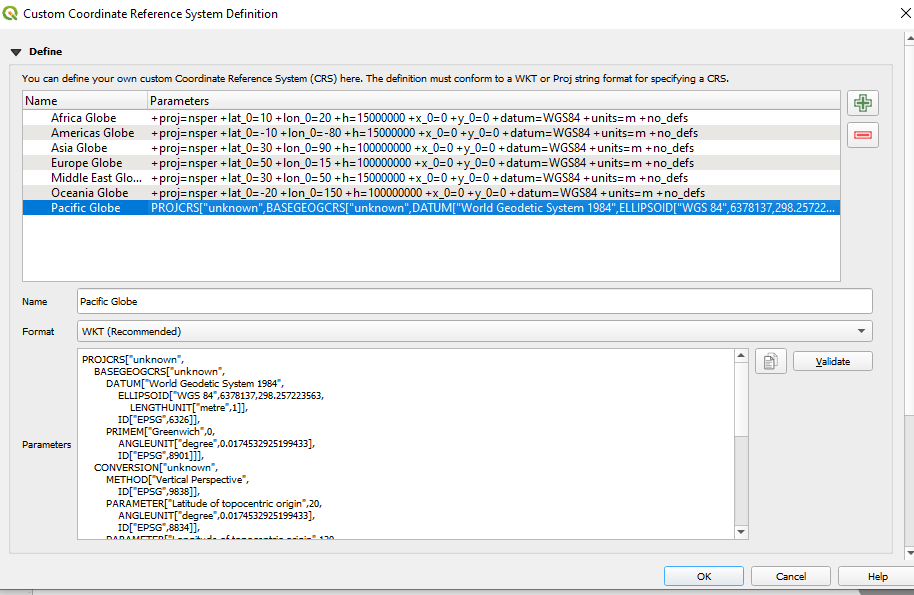 Custom Coordinate Reference System Definition
Define
You can define your own custom Coordinate Reference System (CRS) here. The definition must conform to a WKT or Proj string format for specifying a CRS.
Name Parameters
Africa Globe +proj=nsper +lat_0=10 +lon_0=20 +h=15000000 +x_0=0 +y_0=0 +datum=WGS84 +units=m +no_defs
Americas Globe +proj=nsper +lat_0=-10 +lon_0=-80 +h=15000000 +x_0=0 +y_0=0 +datum=WGS84 +units=m +no_defs
Asia Globe +proj=nsper +lat_0=30 +lon_0=90 +h=100000000 +x_0=0 +y_0=0 +datum=WGS84 +units=m +no_defs
Europe Globe +proj=nsper +lat_0=50 +lon_0=15 +h=100000000 +x_0=0 +y_0=0 +datum=WGS84 +units=m +no_defs
Middle East Glo... +proj=nsper +lat_0=30 +lon_0=50 +h=15000000 +x_0=0 +y_0=0 +datum=WGS84 +units=m +no_defs
Oceania Globe +proj=nsper +lat_0=-20 +lon_0=150 +h=100000000 +x_0=0 +y_0=0 +datum=WGS84 +units=m +no_defs
Pacific Globe PROJCRS["unknown",BASEGEOGCRS["unknown",DATUM["World Geodetic System 1984",ELLIPSOID["WGS 84",6378137,298.25722...
Name Pacific Globe
Format WKT (Recommended)
Parameters
PROJCRS["unknown",
BASEGEOGCRS["unknown",
DATUM["World Geodetic System 1984",
ELLIPSOID["WGS 84",6378137,298.257223563,
LENGTHUNIT["metre",1]],
ID["EPSG",6326]],
PRIMEM["Greenwich",0,
ANGLEUNIT["degree",0.0174532925199433],
ID["EPSG",8901]]],
CONVERSION["unknown",
METHOD["Vertical Perspective",
ID["EPSG",9838]],
PARAMETER["Latitude of topocentric origin",20,
ANGLEUNIT["degree",0.0174532925199433],
ID["EPSG",8834]],
Validate
OK Cancel Help